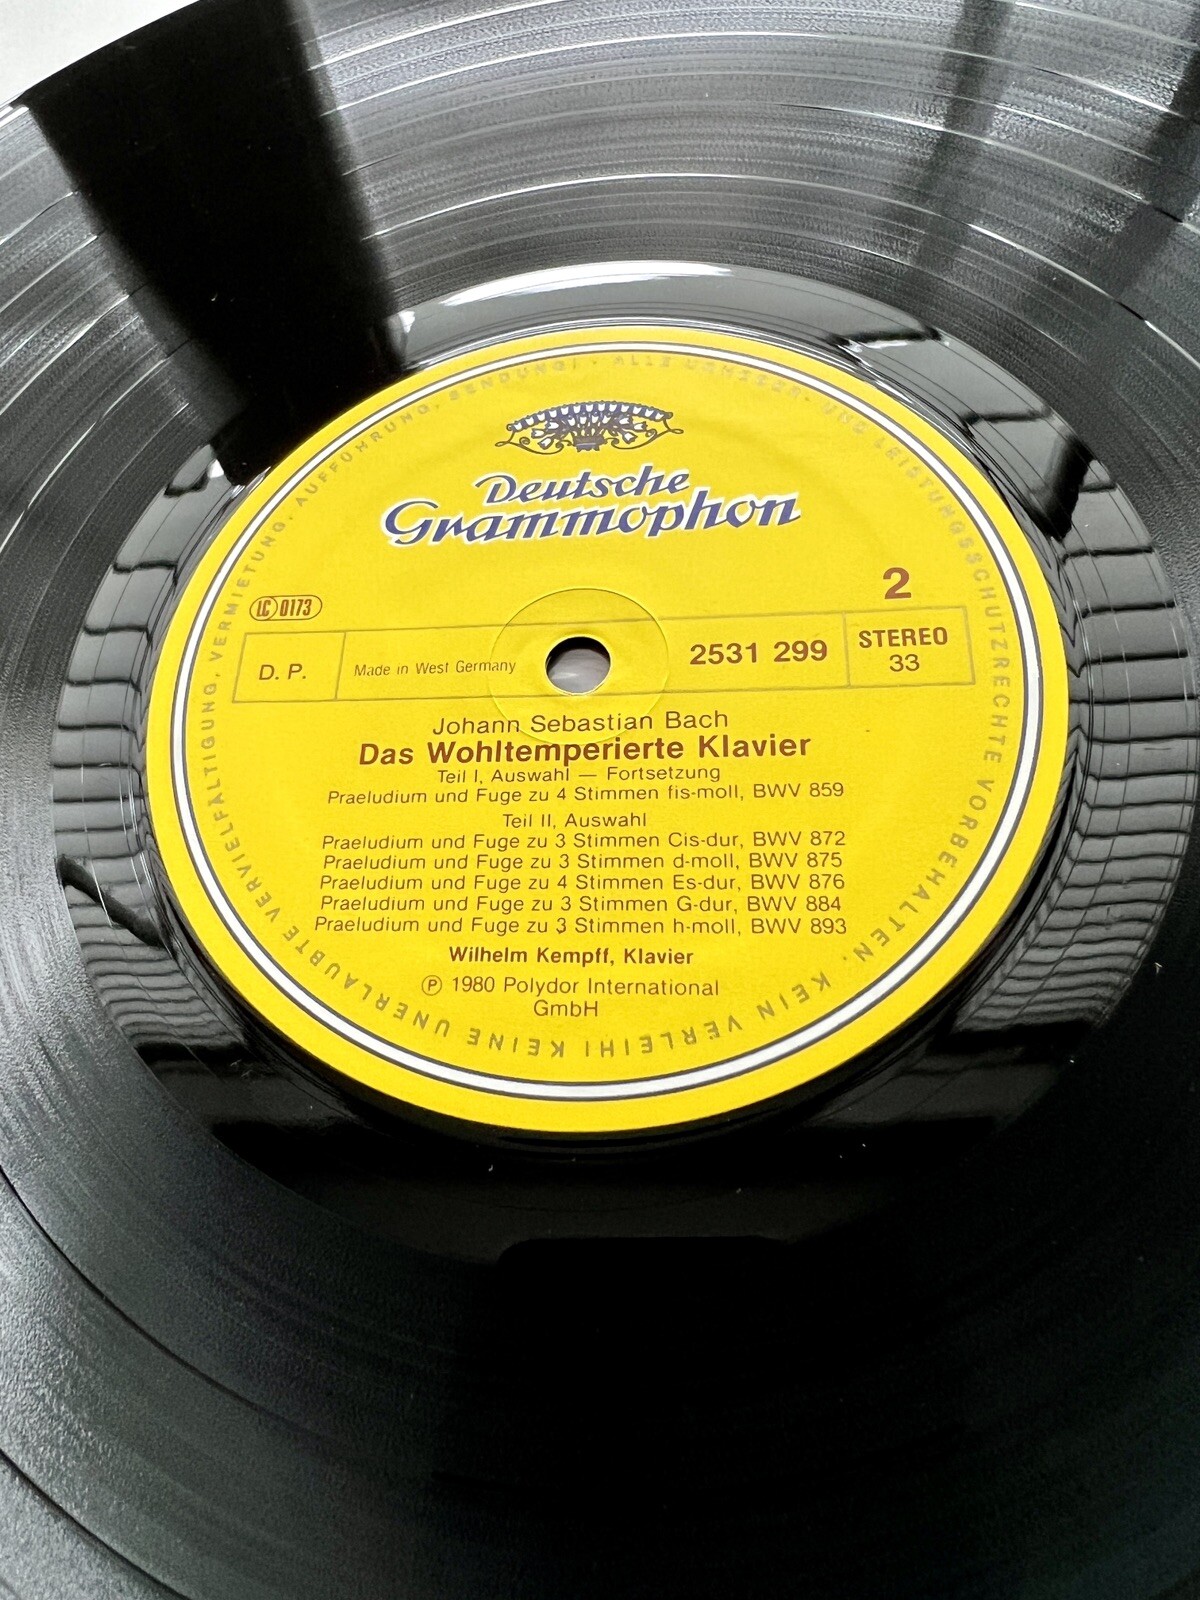 Deutsche
Grammophon
2
LC 0173
D. P.
Made in West Germany
2531 299
STEREO
33
Johann Sebastian Bach
Das Wohltemperierte Klavier
Teil I, Auswahl — Fortsetzung
Praeludium und Fuge zu 4 Stimmen fis-moll, BWV 859
Teil II, Auswahl
Praeludium und Fuge zu 3 Stimmen Cis-dur, BWV 872
Praeludium und Fuge zu 3 Stimmen d-moll, BWV 875
Praeludium und Fuge zu 4 Stimmen Es-dur, BWV 876
Praeludium und Fuge zu 3 Stimmen G-dur, BWV 884
Praeludium und Fuge zu 3 Stimmen h-moll, BWV 893
Wilhelm Kempff, Klavier
℗ 1980 Polydor International
GmbH
ALLE URHEBER- UND LEISTUNGSSCHUTZRECHTE VORBEHALTEN. KEIN VERLEIH! KEINE UNERLAUBTE VERVIELFÄLTIGUNG, VERMIETUNG, AUFFÜHRUNG, SENDUNG!